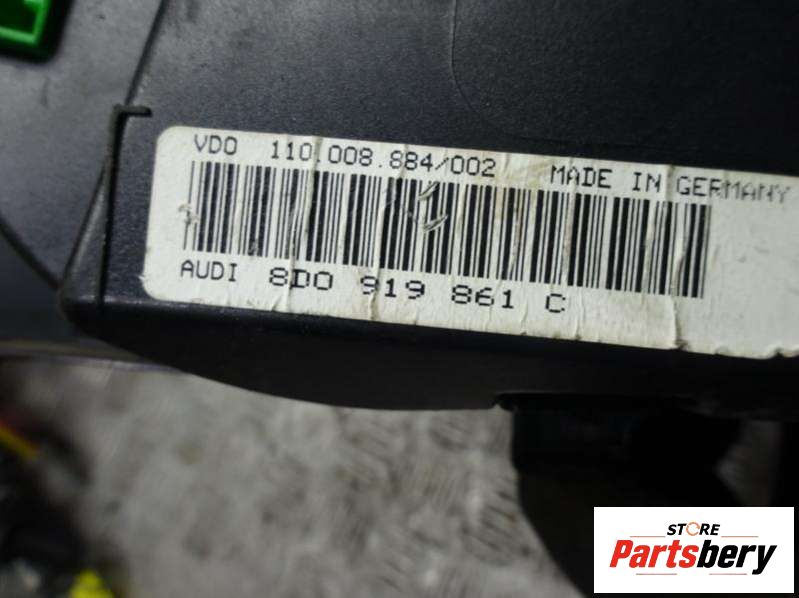 VDO 110.008.884/002 MADE IN GERMANY
AUDI 8D0 919 861 C
STORE
Partsbery